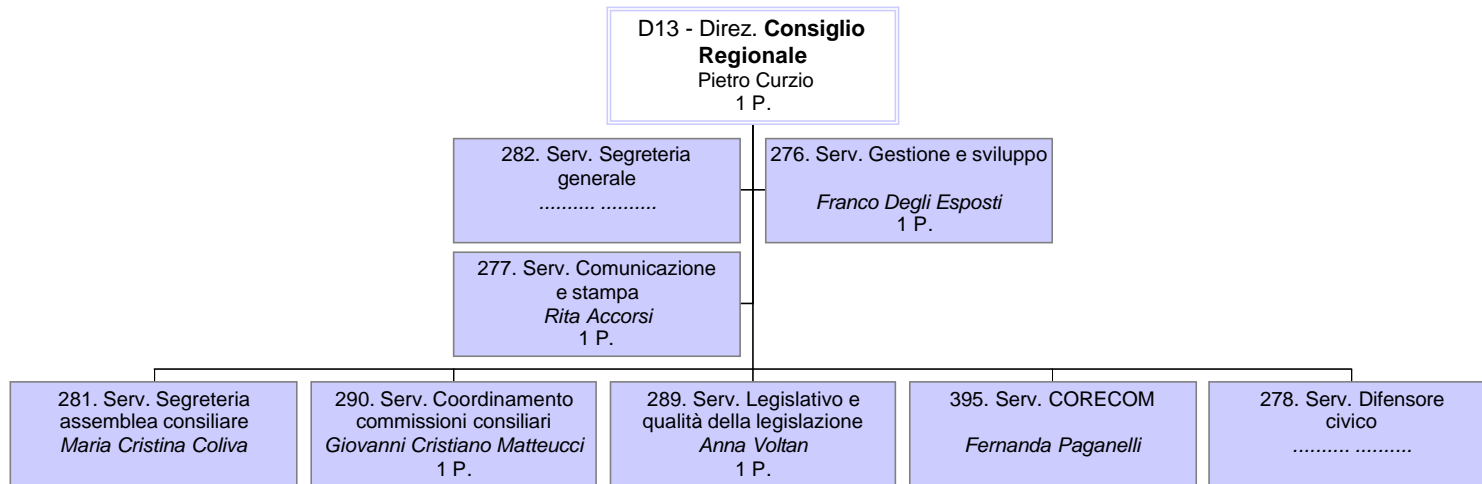 D13 - Direz. Consiglio
Regionale
Pietro Curzio
1 P.
282. Serv. Segreteria
generale
.......... ..........
276. Serv. Gestione e sviluppo
Franco Degli Esposti
1 P.
277. Serv. Comunicazione
e stampa
Rita Accorsi
1 P.
281. Serv. Segreteria
assemblea consiliare
Maria Cristina Coliva
290. Serv. Coordinamento
commissioni consiliari
Giovanni Cristiano Matteucci
1 P.
289. Serv. Legislativo e
qualità della legislazione
Anna Voltan
1 P.
395. Serv. CORECOM
Fernanda Paganelli
278. Serv. Difensore
civico
.......... ..........